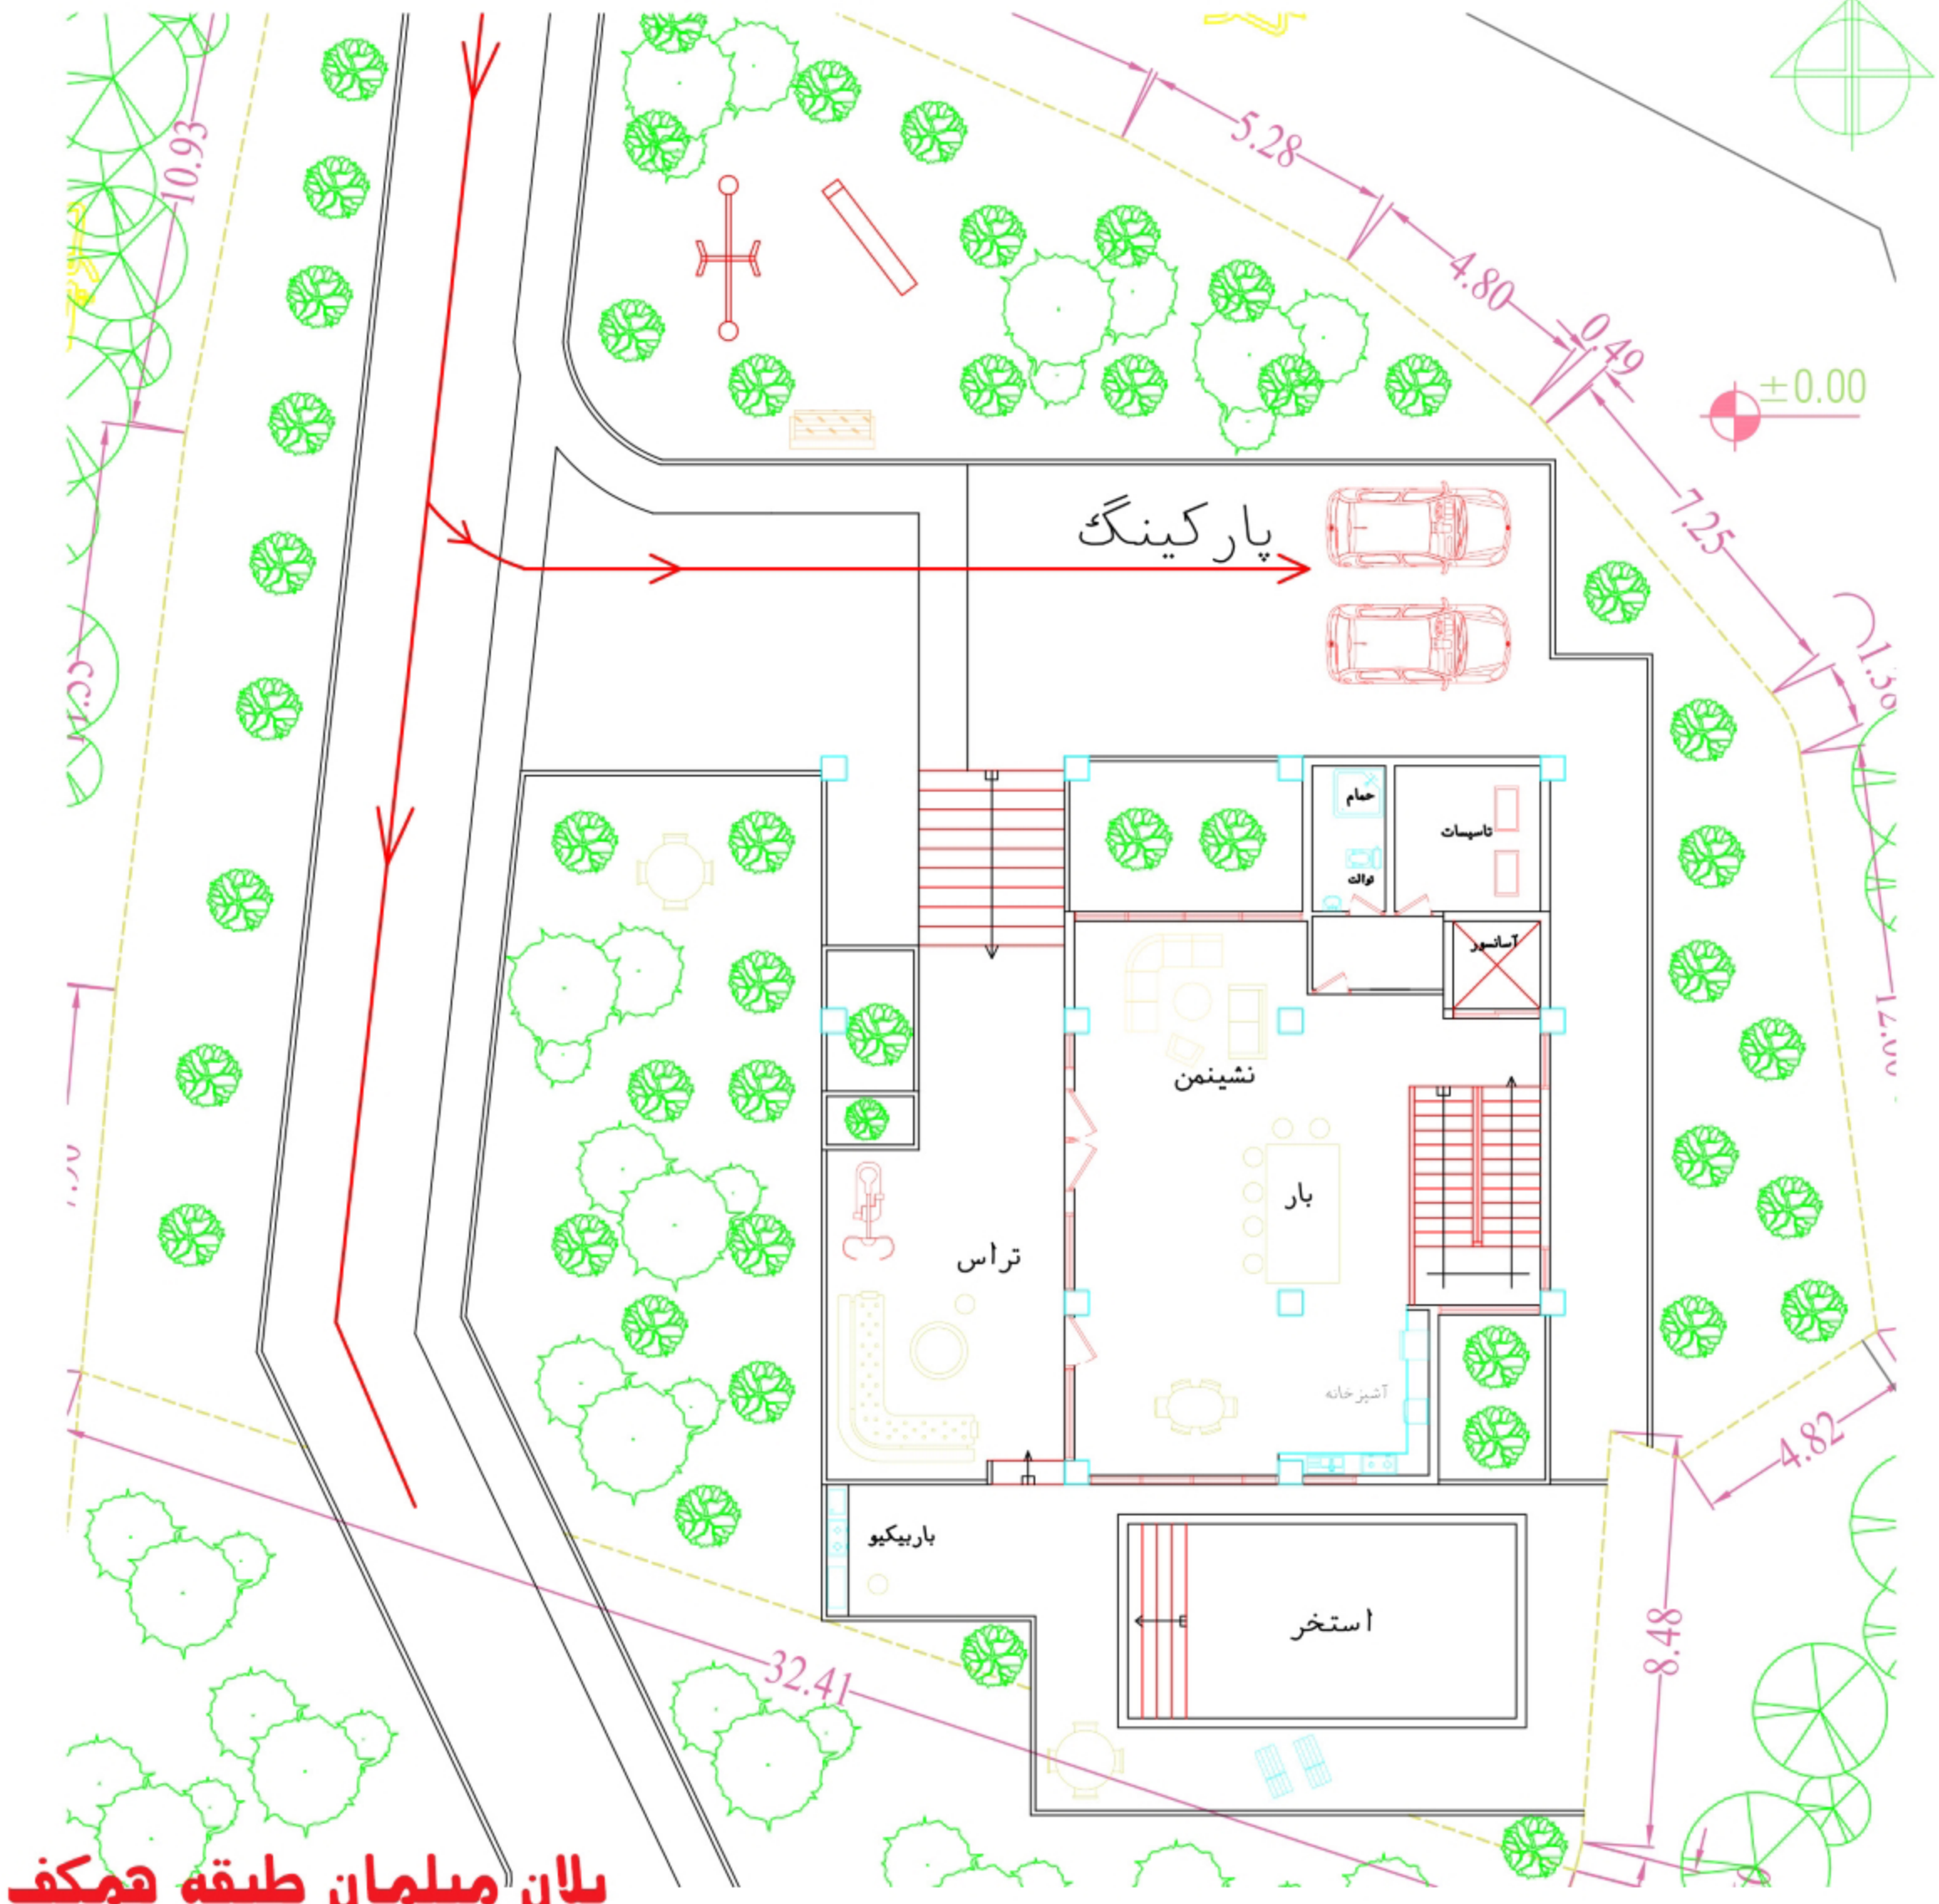 10.93
5.28
4.80
0.49
±0.00
7.25
پارکینگ
حمام
توالت
تاسیسات
آسانسور
نشیمن
بار
تراس
آشپزخانه
4.82
باربیکیو
استخر
32.41
8.48
پلان مبلمان طبقه همکف